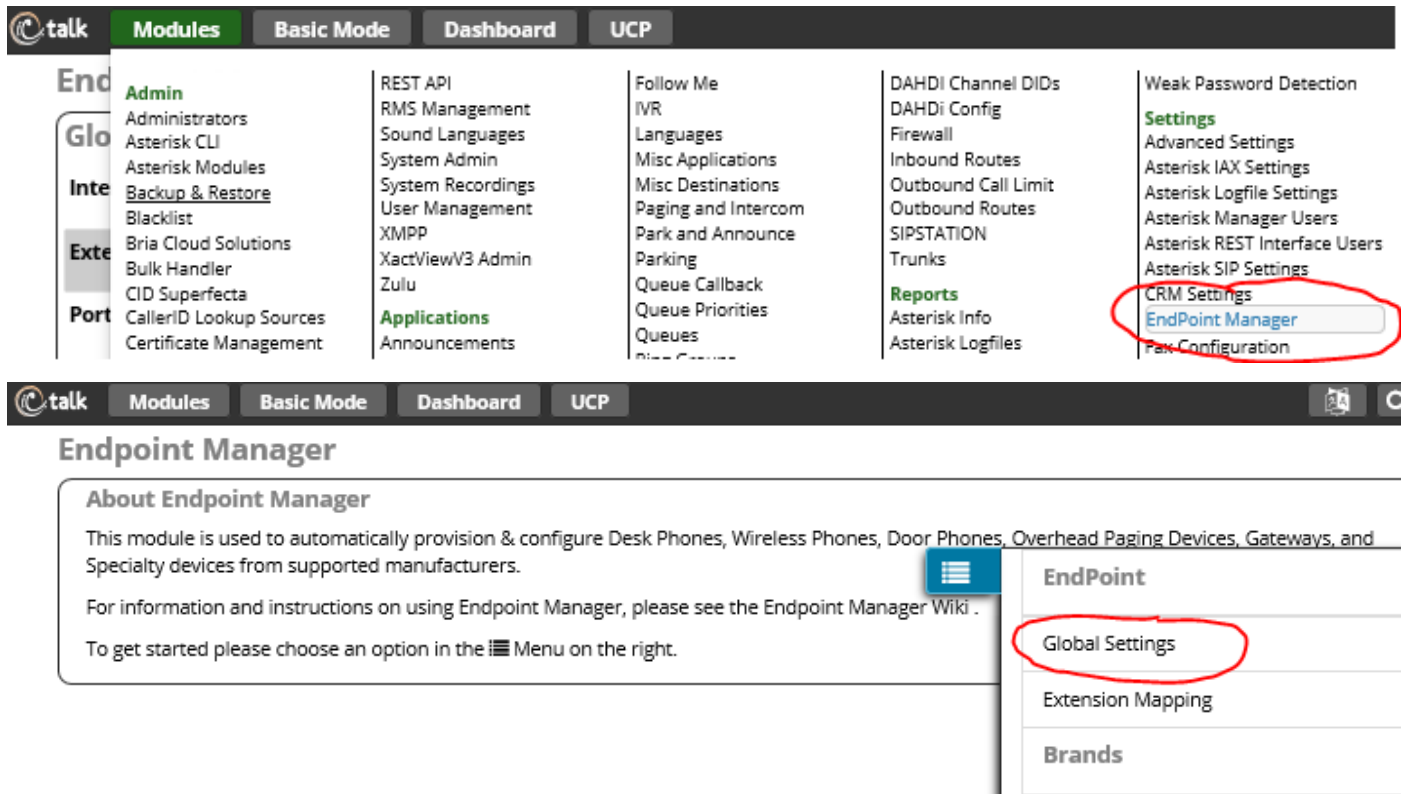 talk Modules Basic Mode Dashboard UCP
End
Glo
Inte
Exte
Port
Admin
Administrators
Asterisk CLI
Asterisk Modules
Backup & Restore
Blacklist
Bria Cloud Solutions
Bulk Handler
CID Superfecta
CallerID Lookup Sources
Certificate Management
REST API
RMS Management
Sound Languages
System Admin
System Recordings
User Management
XMPP
XactViewV3 Admin
Zulu
Applications
Announcements
Follow Me
IVR
Languages
Misc Applications
Misc Destinations
Paging and Intercom
Park and Announce
Parking
Queue Callback
Queue Priorities
Queues
Ring Groups
DAHDI Channel DIDs
DAHDi Config
Firewall
Inbound Routes
Outbound Call Limit
Outbound Routes
SIPSTATION
Trunks
Reports
Asterisk Info
Asterisk Logfiles
Weak Password Detection
Settings
Advanced Settings
Asterisk IAX Settings
Asterisk Logfile Settings
Asterisk Manager Users
Asterisk REST Interface Users
Asterisk SIP Settings
CRM Settings
EndPoint Manager
Fax Configuration
talk Modules Basic Mode Dashboard UCP
Endpoint Manager
About Endpoint Manager
This module is used to automatically provision & configure Desk Phones, Wireless Phones, Door Phones, Overhead Paging Devices, Gateways, and
Specialty devices from supported manufacturers.
For information and instructions on using Endpoint Manager, please see the Endpoint Manager Wiki .
To get started please choose an option in the Menu on the right.
EndPoint
Global Settings
Extension Mapping
Brands